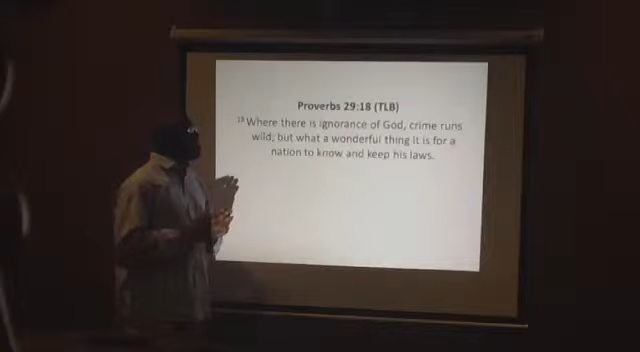 Proverbs 29:18 (TLB)
18 Where there is ignorance of God, crime runs
wild; but what a wonderful thing it is for a
nation to know and keep his laws.